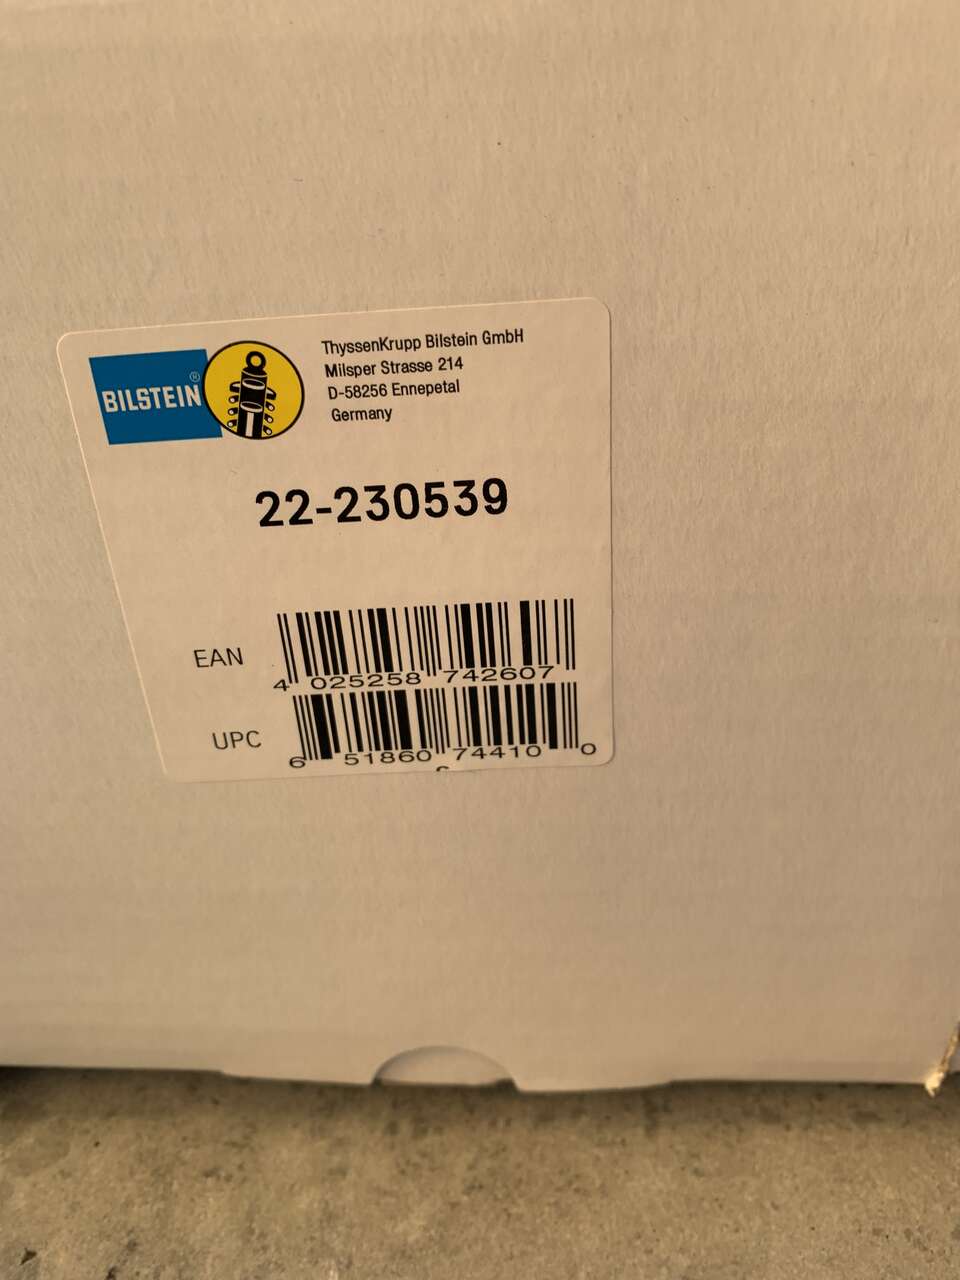 BILSTEIN®
ThyssenKrupp Bilstein GmbH
Milsper Strasse 214
D-58256 Ennepetal
Germany
22-230539
EAN
4 025258 742607
UPC
6 51860 74410 0